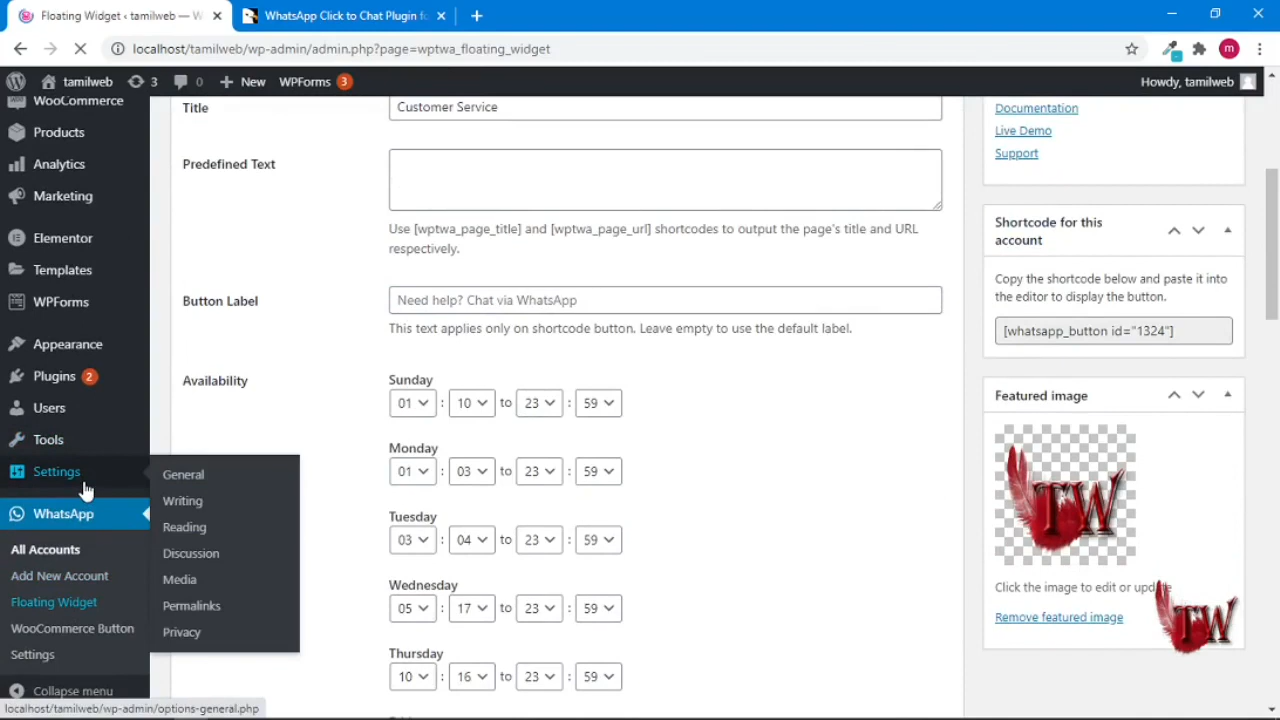 Floating Widget ‹ tamilweb — W
WhatsApp Click to Chat Plugin fo
localhost/tamilweb/wp-admin/admin.php?page=wptwa_floating_widget
m
tamilweb
3
0
New
WPForms 3
Howdy, tamilweb
WooCommerce
Products
Analytics
Marketing
Elementor
Templates
WPForms
Appearance
Plugins 2
Users
Tools
Settings
WhatsApp
All Accounts
Add New Account
Floating Widget
WooCommerce Button
Settings
Collapse menu
localhost/tamilweb/wp-admin/options-general.php
General
Writing
Reading
Discussion
Media
Permalinks
Privacy
Title
Customer Service
Predefined Text
Use [wptwa_page_title] and [wptwa_page_url] shortcodes to output the page's title and URL
respectively.
Button Label
Need help? Chat via WhatsApp
This text applies only on shortcode button. Leave empty to use the default label.
Availability
Sunday
01 : 10 to 23 : 59
Monday
01 : 03 to 23 : 59
Tuesday
03 : 04 to 23 : 59
Wednesday
05 : 17 to 23 : 59
Thursday
10 : 16 to 23 : 59
Documentation
Live Demo
Support
Shortcode for this
account
Copy the shortcode below and paste it into
the editor to display the button.
[whatsapp_button id="1324"]
Featured image
TW
Click the image to edit or update
Remove featured image
TW